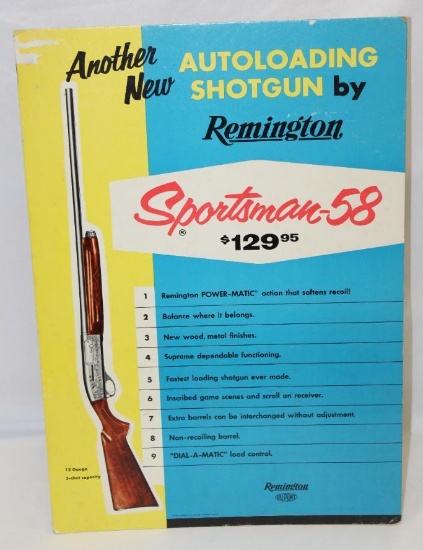 Another
New
AUTOLOADING
SHOTGUN by
Remington
Sportsman-58
®
$129.95
1 Remington POWER-MATIC* action that softens recoil!
2 Balance where it belongs.
3 New wood, metal finishes.
4 Supreme dependable functioning.
5 Fastest loading shotgun ever made.
6 Inscribed game scenes and scroll on receiver.
7 Extra barrels can be interchanged without adjustment.
8 Non-recoiling barrel.
9 "DIAL-A-MATIC" load control.
12 Gauge
3-shot capacity
Remington
DU PONT